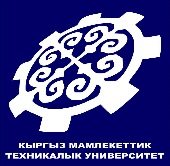 КЫРГЫЗ МАМЛЕКЕТТИК
ТЕХНИКАЛЫК УНИВЕРСИТЕТ